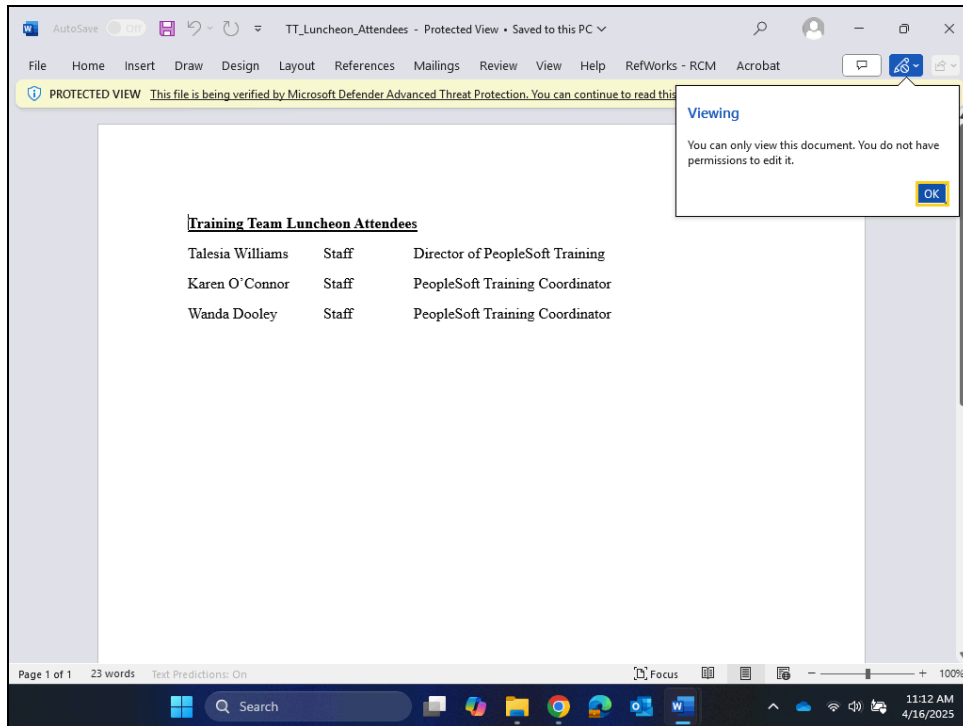 AutoSave Off TT_Luncheon_Attendees - Protected View • Saved to this PC
File Home Insert Draw Design Layout References Mailings Review View Help RefWorks - RCM Acrobat
PROTECTED VIEW This file is being verified by Microsoft Defender Advanced Threat Protection. You can continue to read this
Viewing
You can only view this document. You do not have
permissions to edit it.
OK
Training Team Luncheon Attendees
Talesia Williams Staff Director of PeopleSoft Training
Karen O'Connor Staff PeopleSoft Training Coordinator
Wanda Dooley Staff PeopleSoft Training Coordinator
Page 1 of 1 23 words Text Predictions: On Focus 100%
Search
11:12 AM
4/16/2025